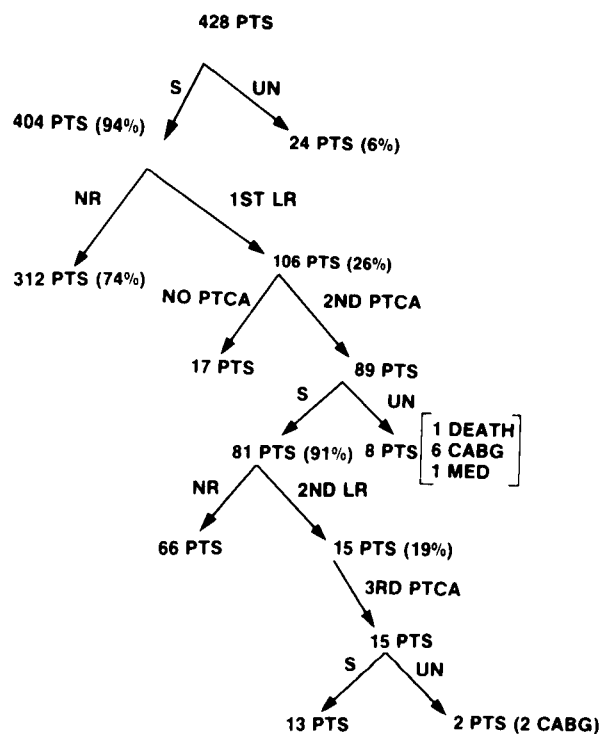 428 PTS
S UN
404 PTS (94%)
24 PTS (6%)
NR 1ST LR
106 PTS (26%)
312 PTS (74%)
NO PTCA 2ND PTCA
17 PTS
89 PTS
S UN
81 PTS (91%) 8 PTS
1 DEATH
6 CABG
1 MED
NR 2ND LR
66 PTS 15 PTS (19%)
3RD PTCA
15 PTS
S UN
13 PTS 2 PTS (2 CABG)